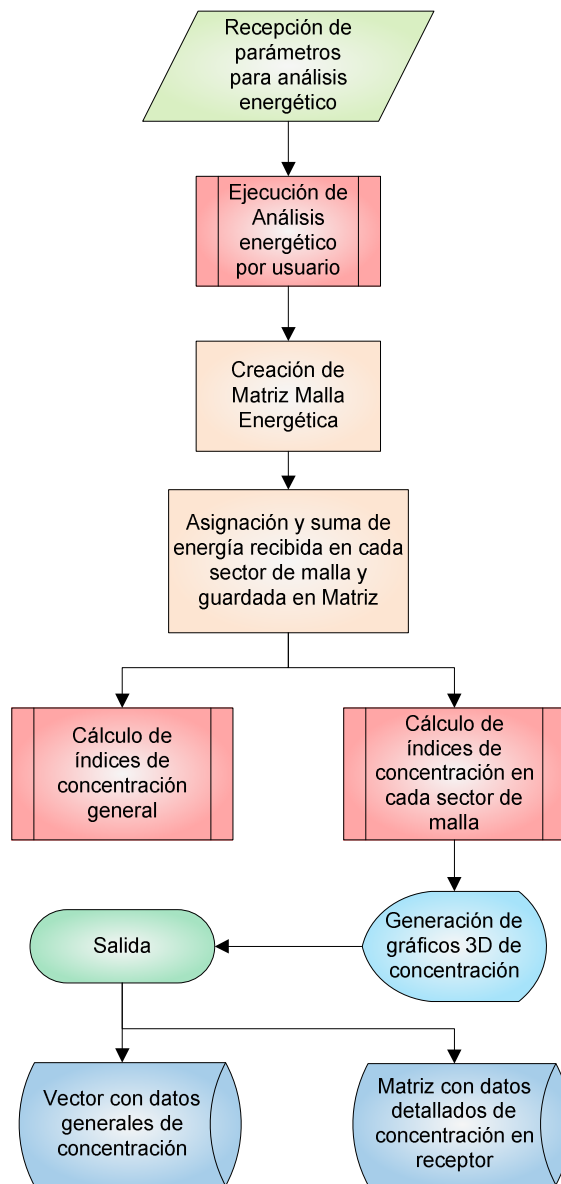 Recepción de
parámetros
para análisis
energético
Ejecución de
Análisis
energético
por usuario
Creación de
Matriz Malla
Energética
Asignación y suma de
energía recibida en cada
sector de malla y
guardada en Matriz
Cálculo de
índices de
concentración
general
Cálculo de
índices de
concentración en
cada sector de
malla
Generación de
gráficos 3D de
concentración
Salida
Vector con datos
generales de
concentración
Matriz con datos
detallados de
concentración en
receptor